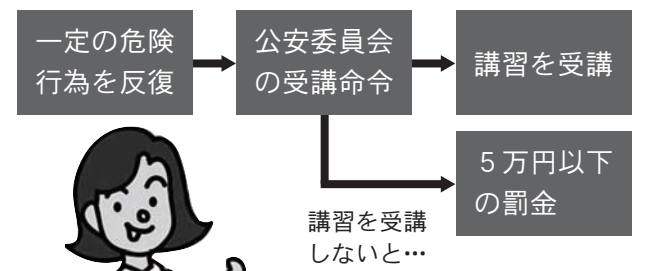 一定の危険
行為を反復
公安委員会
の受講命令
講習を受講
５万円以下
の罰金
講習を受講
しないと…